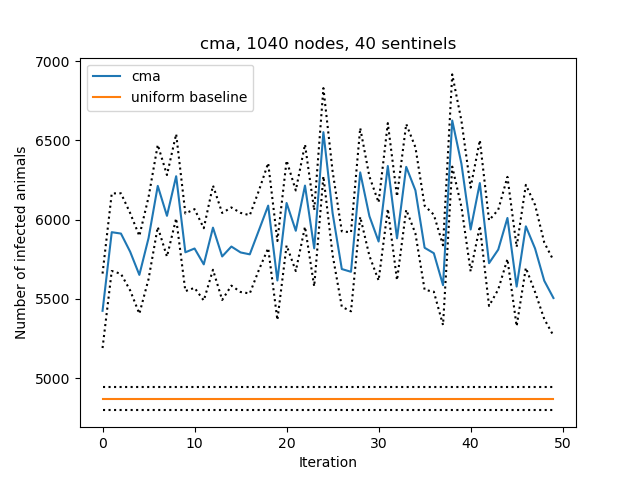 cma, 1040 nodes, 40 sentinels
7000
6500
6000
5500
5000
Number of infected animals
cma
uniform baseline
0
10
20
30
40
50
Iteration